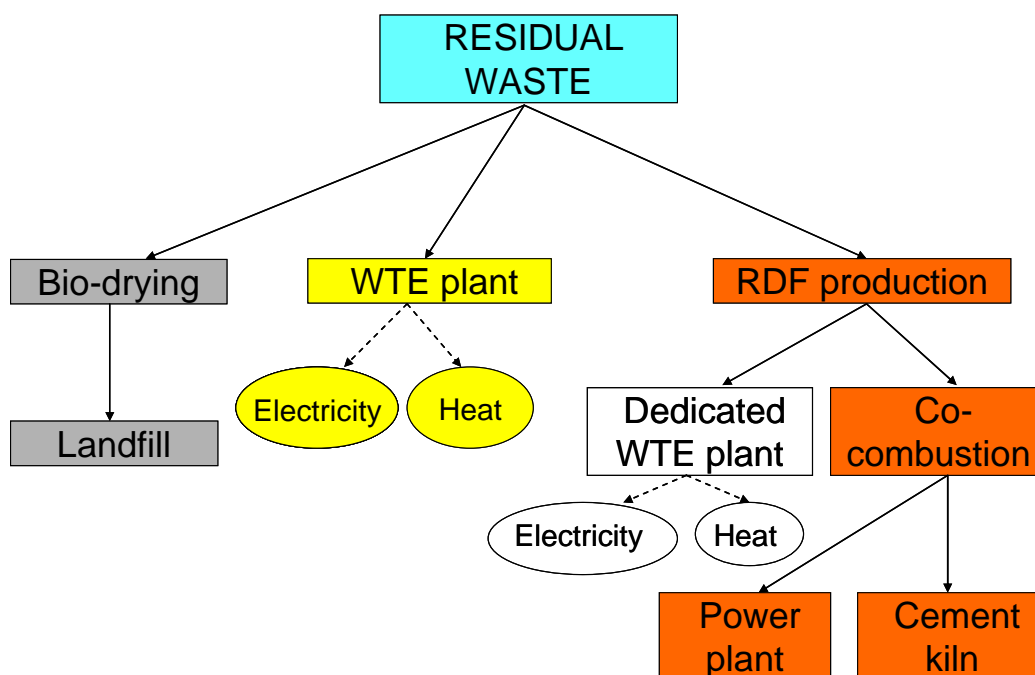 RESIDUAL
WASTE
Bio-drying
WTE plant
RDF production
Electricity
Heat
Landfill
Dedicated
WTE plant
Co-
combustion
Electricity
Heat
Power
plant
Cement
kiln